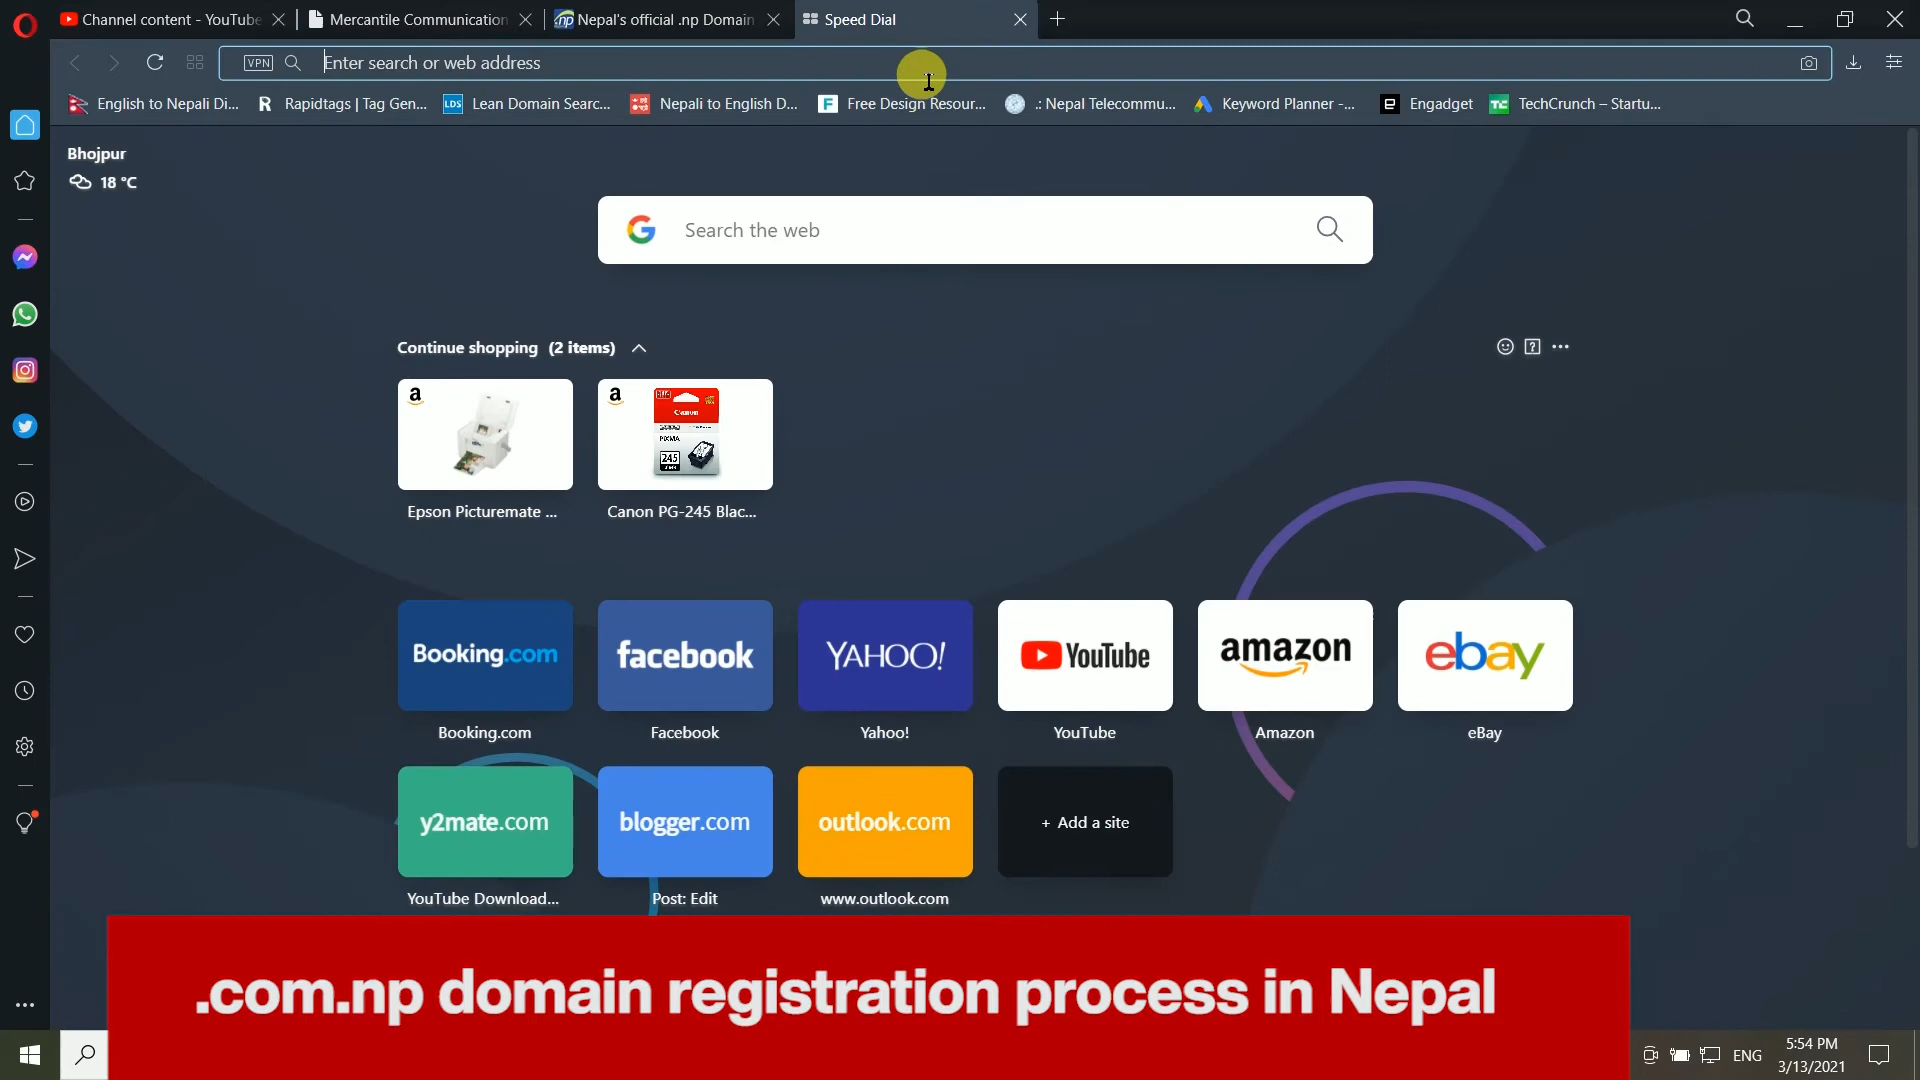 Channel content - YouTube
Mercantile Communication
Nepal's official .np Domain
Speed Dial
VPN
Enter search or web address
English to Nepali Di...
Rapidtags | Tag Gen...
LDS
Lean Domain Searc...
Nepali to English D...
Free Design Resour...
.: Nepal Telecommu...
Keyword Planner -...
Engadget
TechCrunch – Startu...
Bhojpur
18 °C
Search the web
Continue shopping (2 items)
Canon
PIXMA
245
Epson Picturemate ...
Canon PG-245 Blac...
Booking.com
facebook
YAHOO!
YouTube
amazon
ebay
Booking.com
Facebook
Yahoo!
YouTube
Amazon
eBay
y2mate.com
blogger.com
outlook.com
+ Add a site
YouTube Download...
Post: Edit
www.outlook.com
.com.np domain registration process in Nepal
ENG
5:54 PM
3/13/2021